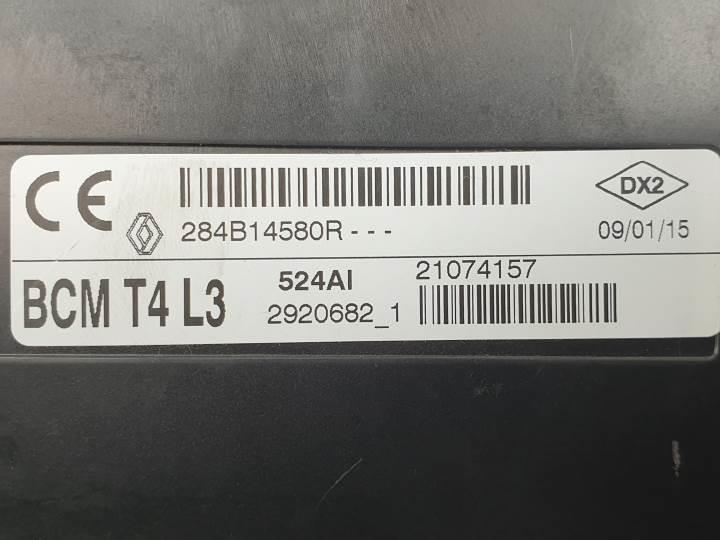 CE
284B14580R - - -
DX2
09/01/15
BCM T4 L3
524AI
21074157
2920682_1